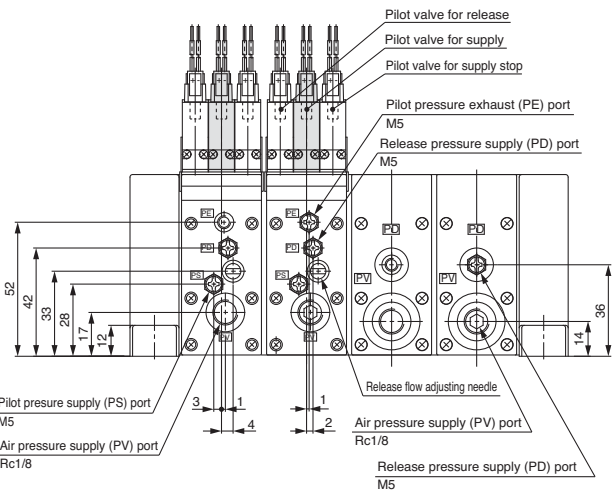 Pilot valve for release
Pilot valve for supply
Pilot valve for supply stop
Pilot pressure exhaust (PE) port
M5
Release pressure supply (PD) port
M5
PE
PE
PD
PD
PD
PD
PS
PS
PV
PV
PV
PV
52
42
33
28
17
12
36
14
3
1
4
1
2
Pilot presure supply (PS) port
M5
Air pressure supply (PV) port
Rc1/8
Release flow adjusting needle
Air pressure supply (PV) port
Rc1/8
Release pressure supply (PD) port
M5